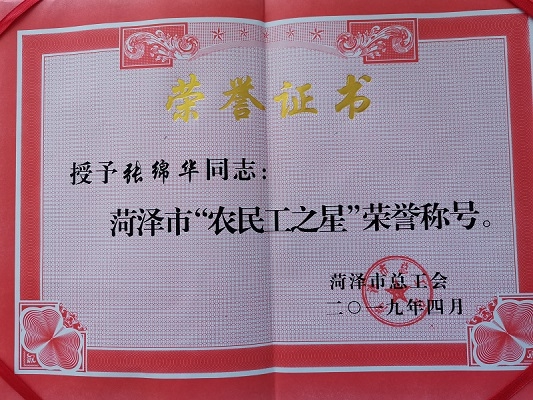 荣誉证书
授予张绵华同志：
菏泽市“农民工之星”荣誉称号。
菏泽市总工会
二〇一九年四月